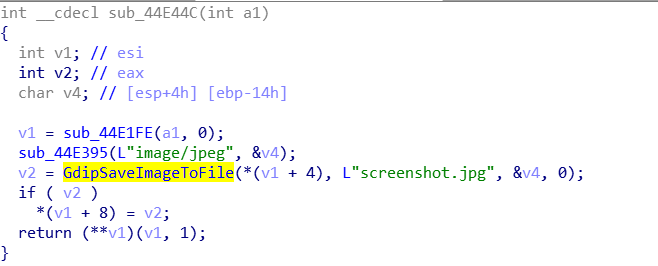 int __cdecl sub_44E44C(int a1)
{
  int v1; // esi
  int v2; // eax
  char v4; // [esp+4h] [ebp-14h]

  v1 = sub_44E1FE(a1, 0);
  sub_44E395(L"image/jpeg", &v4);
  v2 = GdipSaveImageToFile(*(v1 + 4), L"screenshot.jpg", &v4, 0);
  if ( v2 )
    *(v1 + 8) = v2;
  return (**v1)(v1, 1);
}